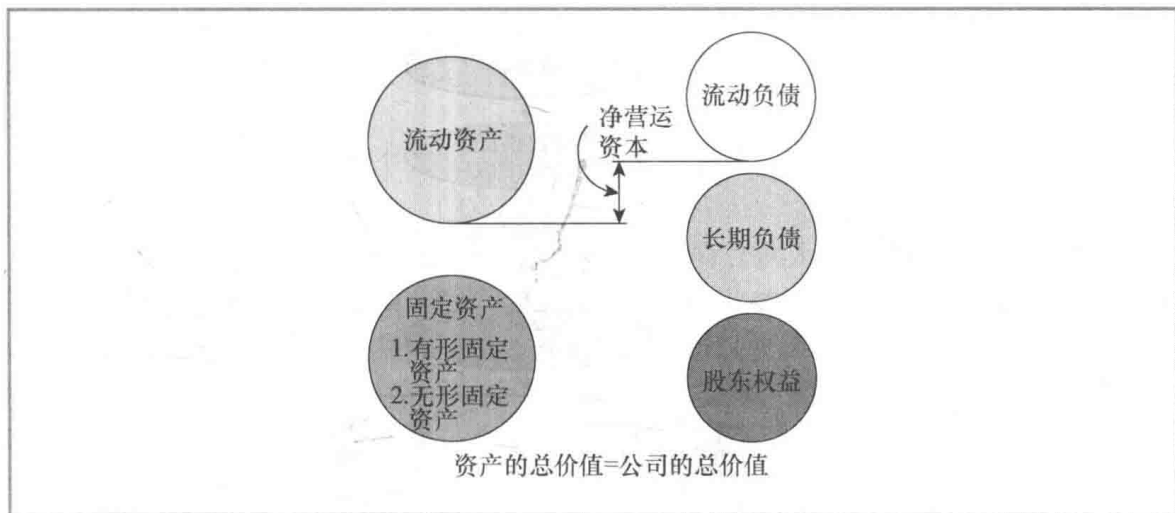 流动资产
净营运
资本
流动负债
长期负债
固定资产
1.有形固定
资产
2.无形固定
资产
股东权益
资产的总价值=公司的总价值